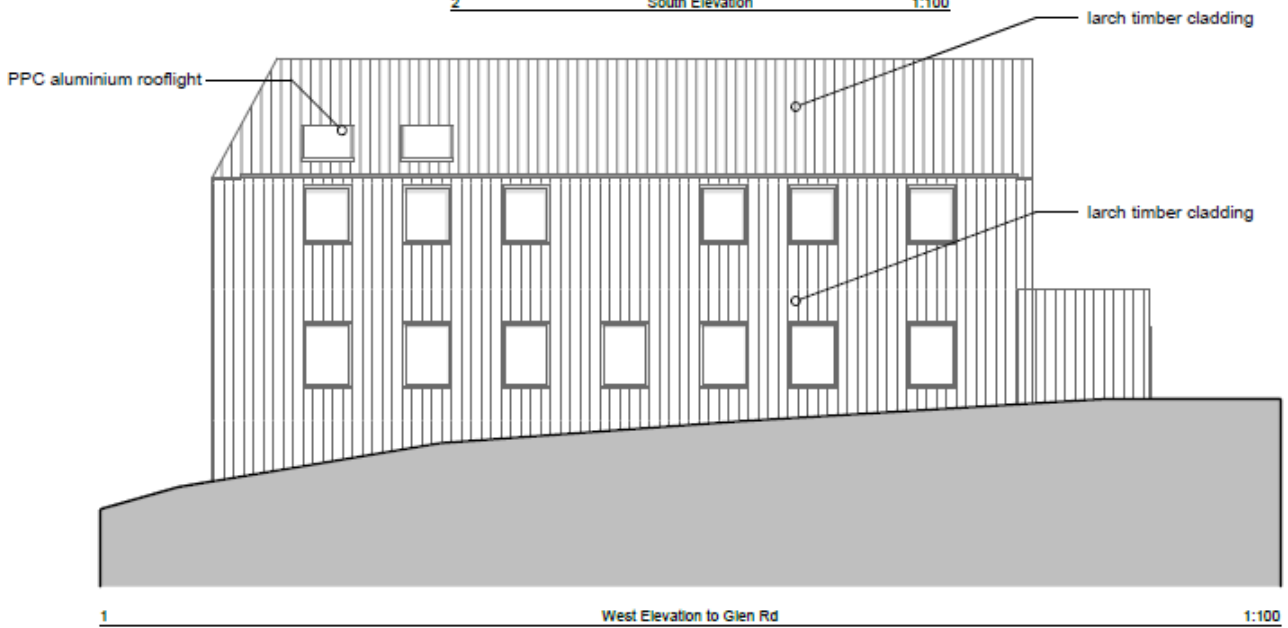 2 South Elevation 1:100
larch timber cladding
PPC aluminium rooflight
larch timber cladding
1 West Elevation to Glen Rd 1:100